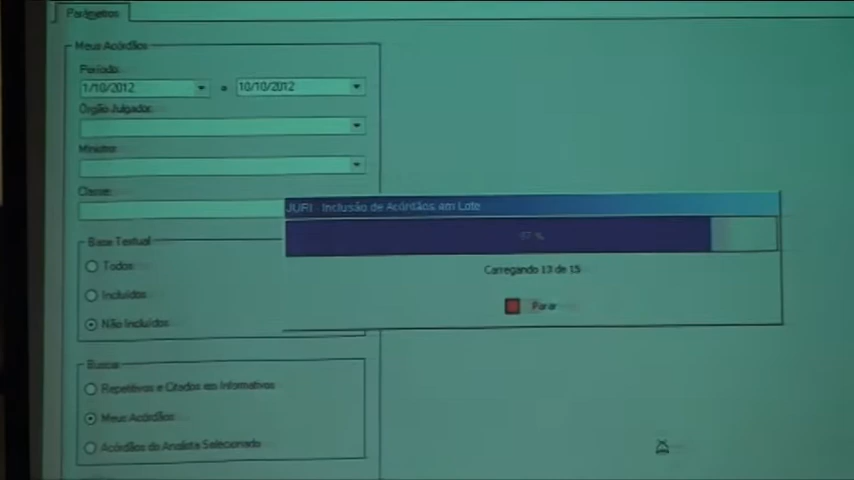 Parâmetros
Meus Acórdãos
Período
1/10/2012 a 10/10/2012
Órgão Julgador
Ministro
Classe
Base Textual
Todos
Incluídos
Não Incluídos
Buscar
Repetitivos e Citados em Informativos
Meus Acórdãos
Acórdãos do Analista Selecionado
JURI - Inclusão de Acórdãos em Lote
87 %
Carregando 13 de 15
Parar